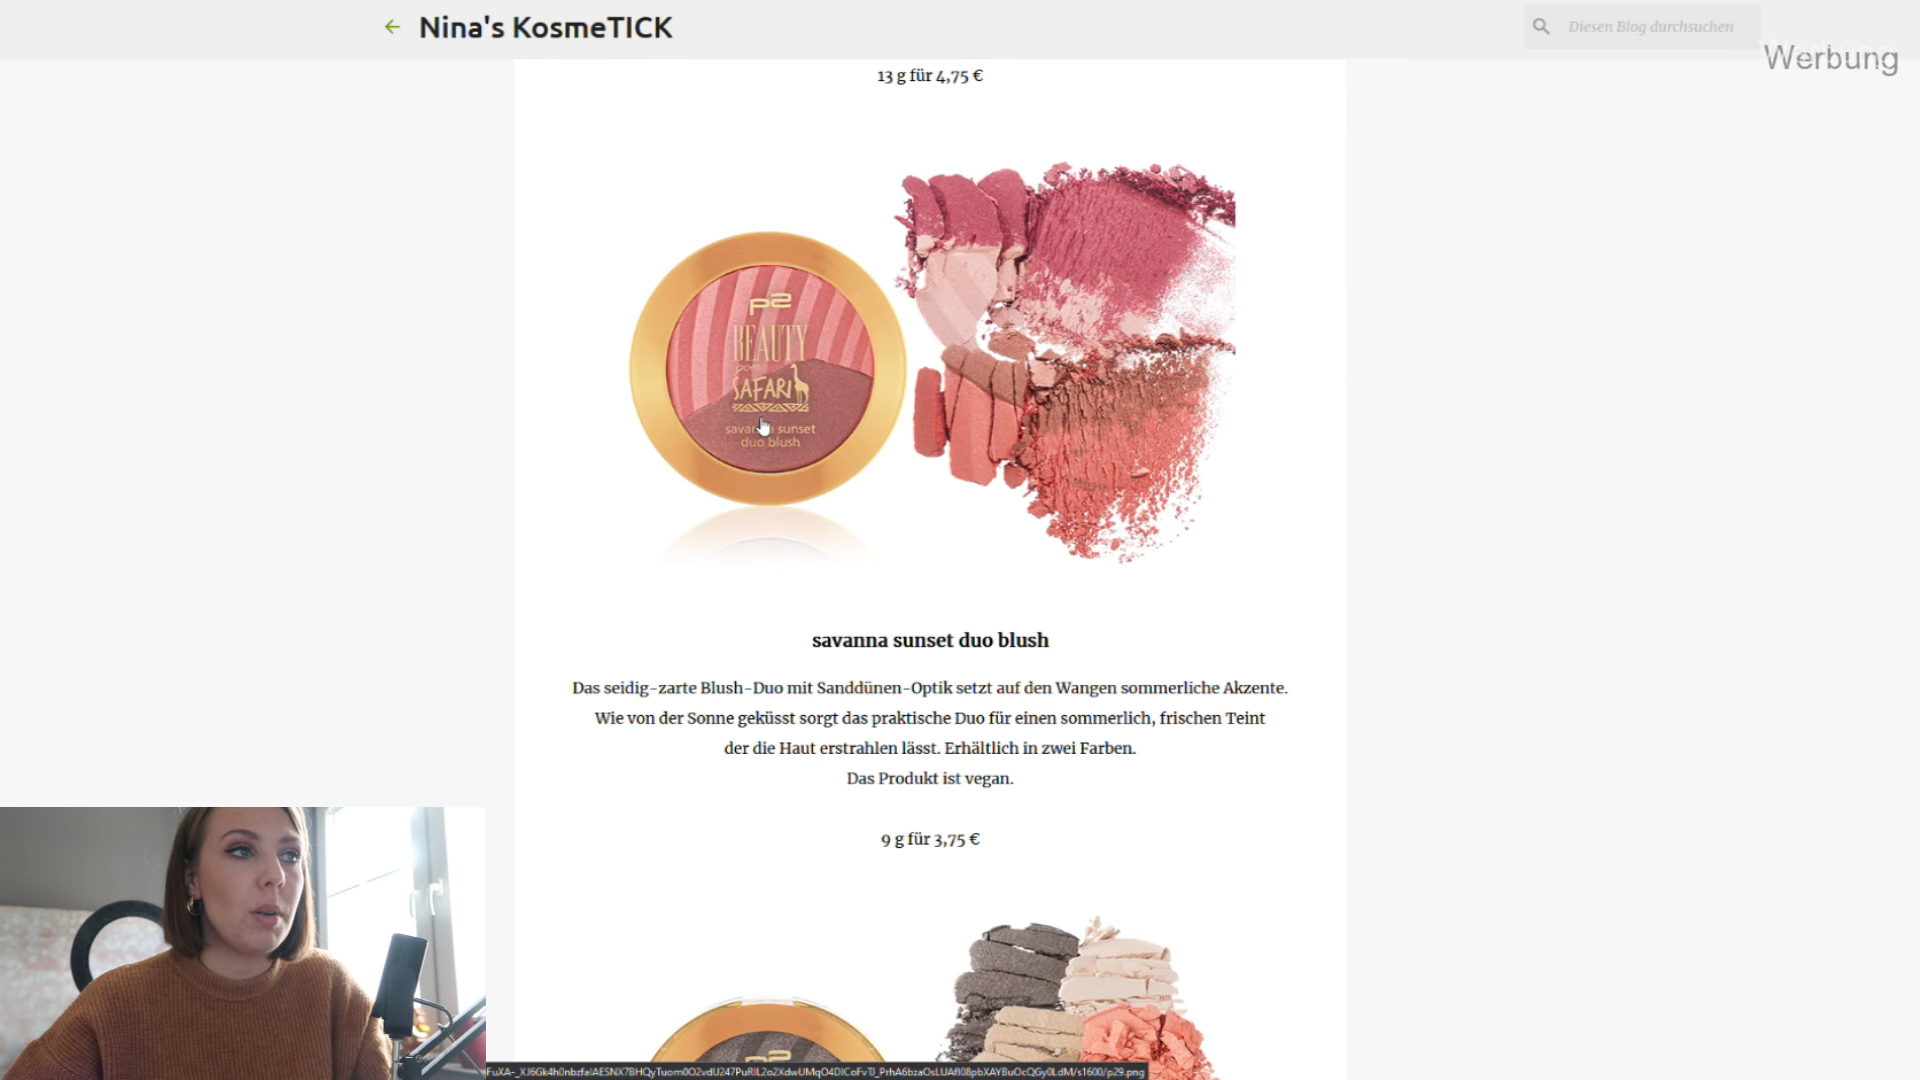 Nina's KosmeTICK
Diesen Blog durchsuchen
Werbung
13 g für 4,75 €
p2
BEAUTY
goes
SAFARI
savanna sunset
duo blush
savanna sunset duo blush
Das seidig-zarte Blush-Duo mit Sanddünen-Optik setzt auf den Wangen sommerliche Akzente.
Wie von der Sonne geküsst sorgt das praktische Duo für einen sommerlich, frischen Teint
der die Haut erstrahlen lässt. Erhältlich in zwei Farben.
Das Produkt ist vegan.
9 g für 3,75 €
p2